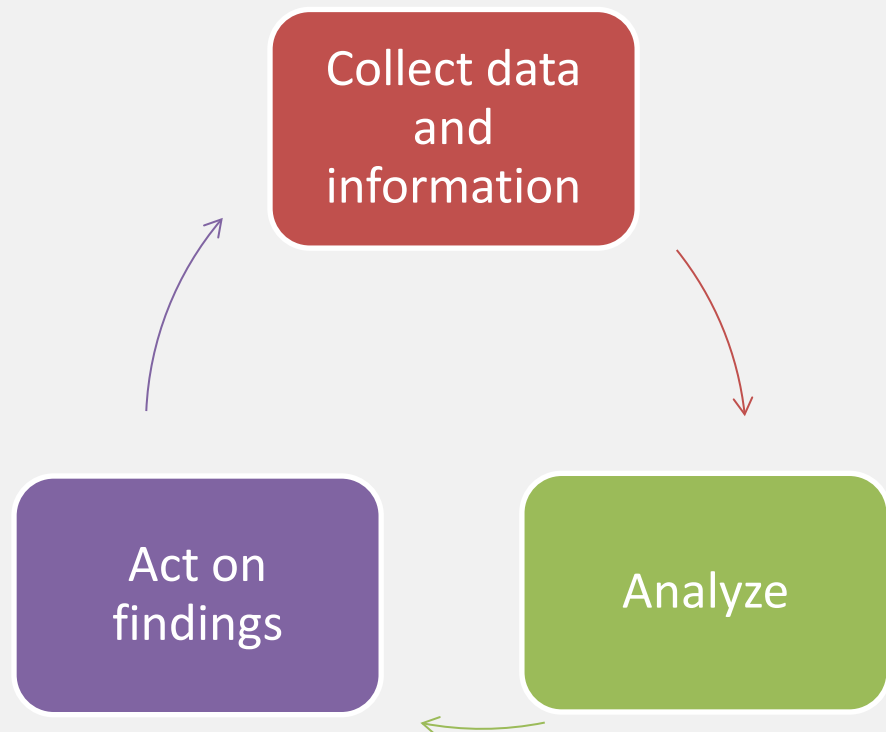 Collect data
and
information
Act on
findings
Analyze